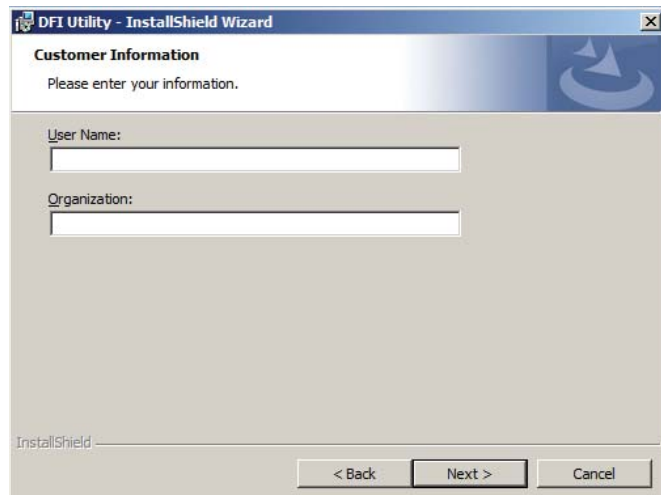 DFI Utility - InstallShield Wizard
Customer Information
Please enter your information.
User Name:
Organization:
InstallShield
< Back
Next >
Cancel